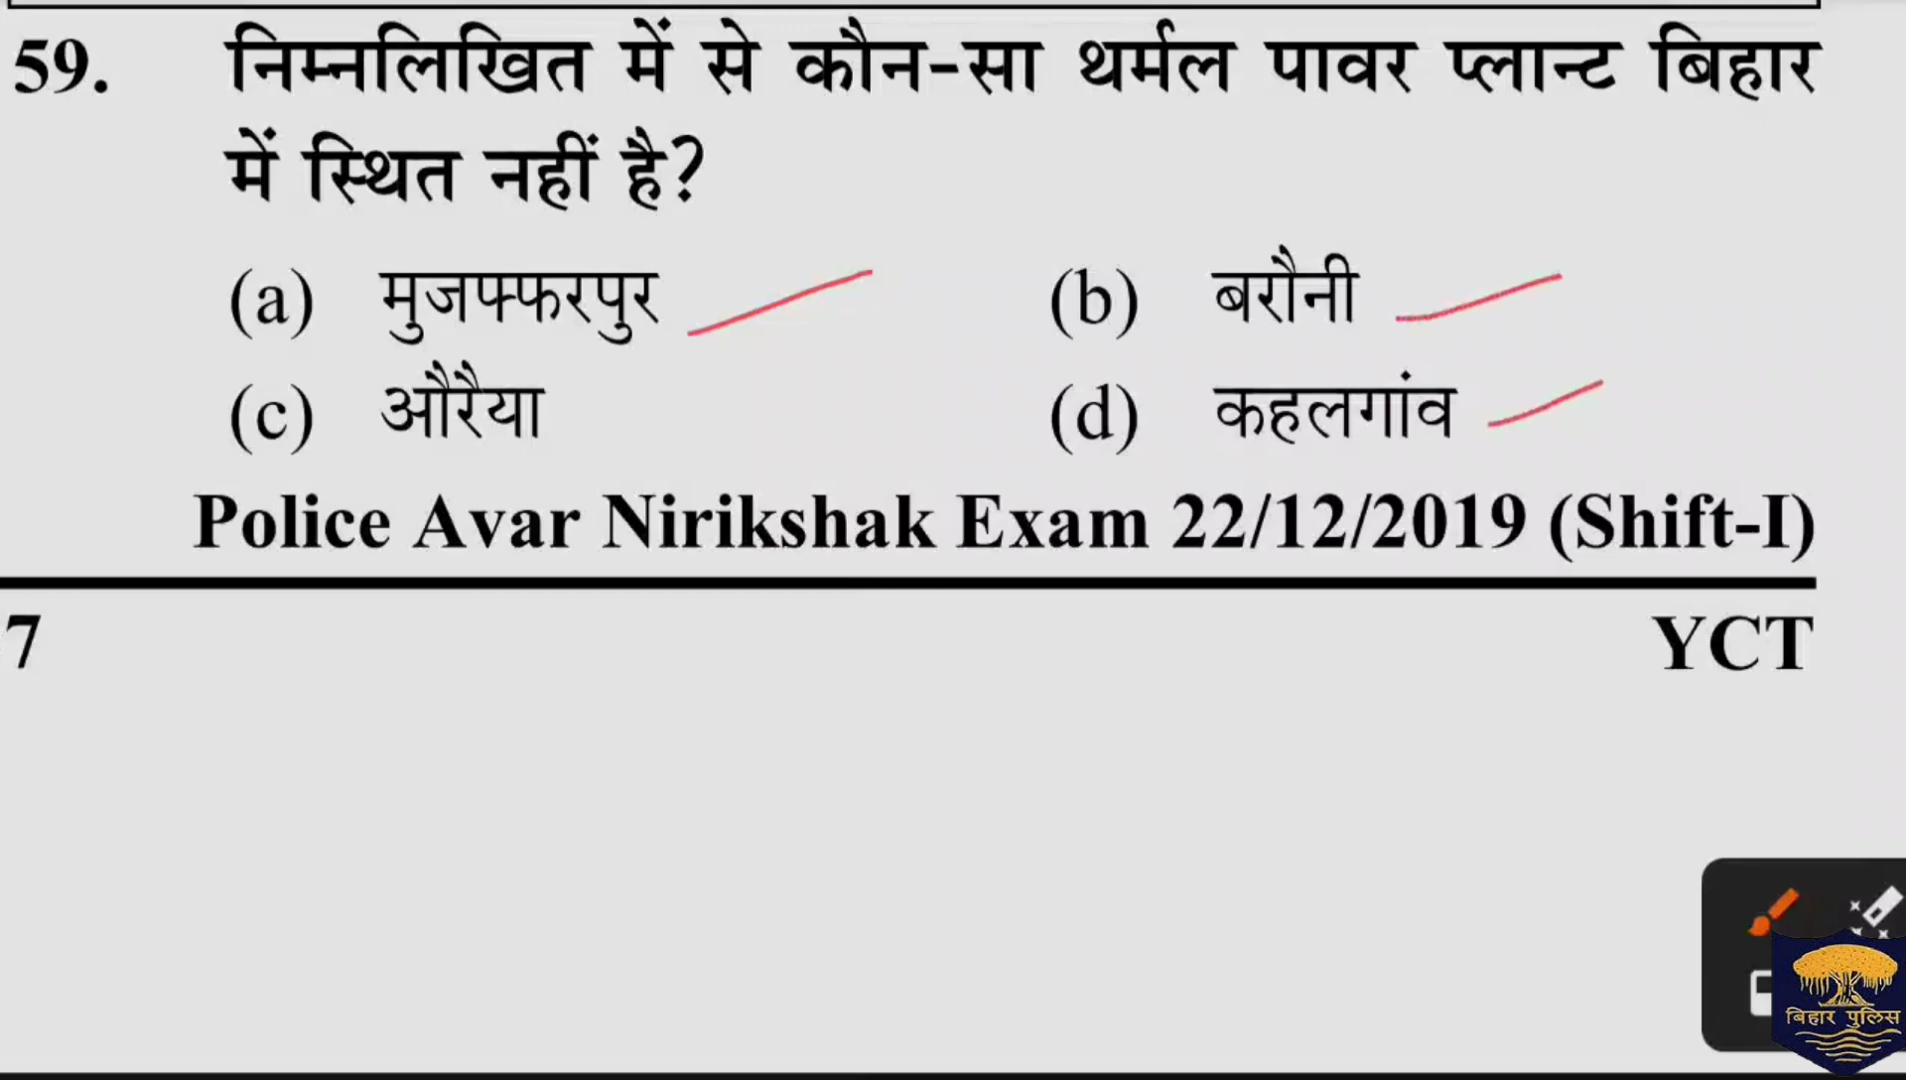 59. निम्नलिखित में से कौन-सा थर्मल पावर प्लान्ट बिहार
में स्थित नहीं है?
(a) मुजफ्फरपुर (b) बरौनी
(c) औरैया (d) कहलगांव
Police Avar Nirikshak Exam 22/12/2019 (Shift-I)
7 YCT
बिहार पुलिस